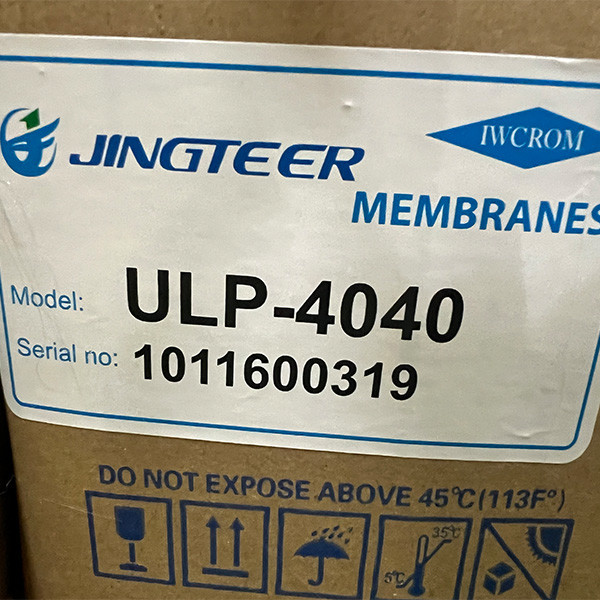 JINGTEER
IWCROM
MEMBRANES
Model: ULP-4040
Serial no: 1011600319
DO NOT EXPOSE ABOVE 45℃(113F°)
35℃
5℃